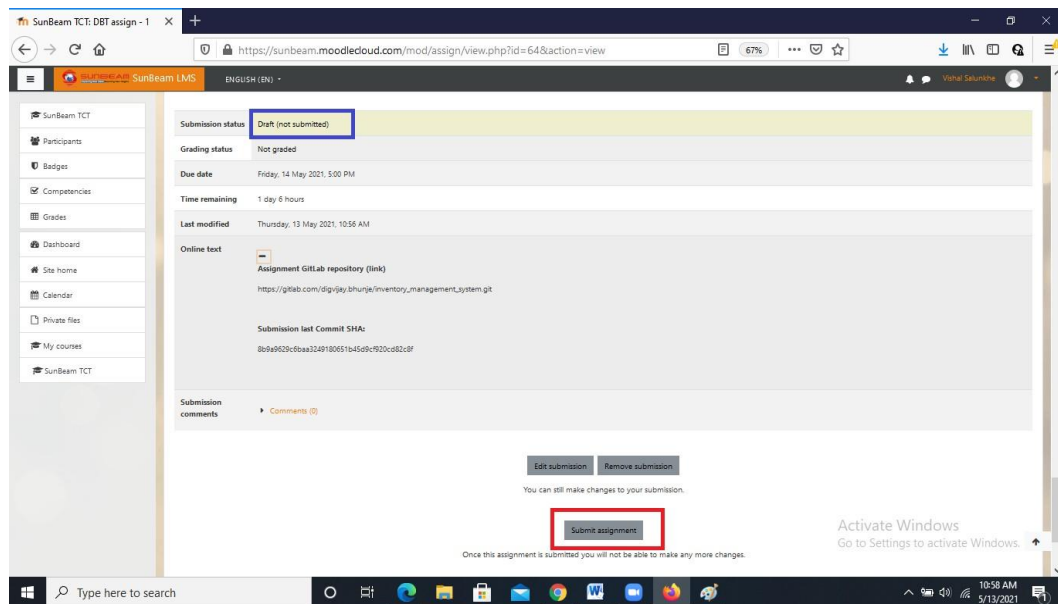 SunBeam TCT: DBT assign - 1
https://sunbeam.moodlecloud.com/mod/assign/view.php?id=64&action=view
67%
SUNBEAM SunBeam LMS
ENGLISH (EN)
Vishal Salunkhe
SunBeam TCT
Participants
Badges
Competencies
Grades
Dashboard
Site home
Calendar
Private files
My courses
SunBeam TCT
Submission status Draft (not submitted)
Grading status Not graded
Due date Friday, 14 May 2021, 5:00 PM
Time remaining 1 day 6 hours
Last modified Thursday, 13 May 2021, 10:56 AM
Online text
Assignment GitLab repository (link)
https://gitlab.com/digvijay.bhunje/inventory_management_system.git
Submission last Commit SHA:
8b9a9629c6baa3249180651b45d9cf920cd82c8f
Submission
comments Comments (0)
Edit submission Remove submission
You can still make changes to your submission.
Submit assignment
Once this assignment is submitted you will not be able to make any more changes.
Activate Windows
Go to Settings to activate Windows.
Type here to search
10:58 AM
5/13/2021